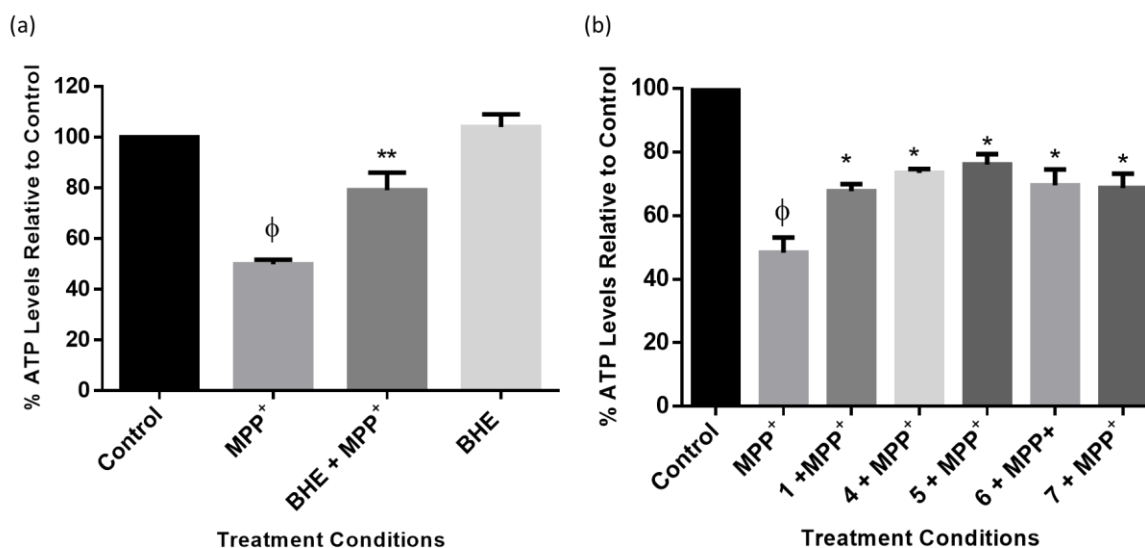 (a)
% ATP Levels Relative to Control
120
100
80
60
40
20
0
ϕ
**
Control
MPP⁺
BHE + MPP⁺
BHE
Treatment Conditions
(b)
% ATP Levels Relative to Control
100
80
60
40
20
0
ϕ
*
*
*
*
*
Control
MPP⁺
1 +MPP⁺
4 + MPP⁺
5 + MPP⁺
6 + MPP+
7 + MPP⁺
Treatment Conditions